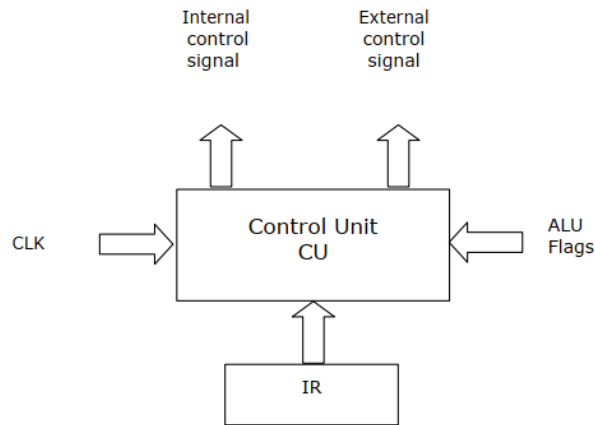 Internal
control
signal
External
control
signal
Control Unit
CU
CLK
ALU
Flags
IR